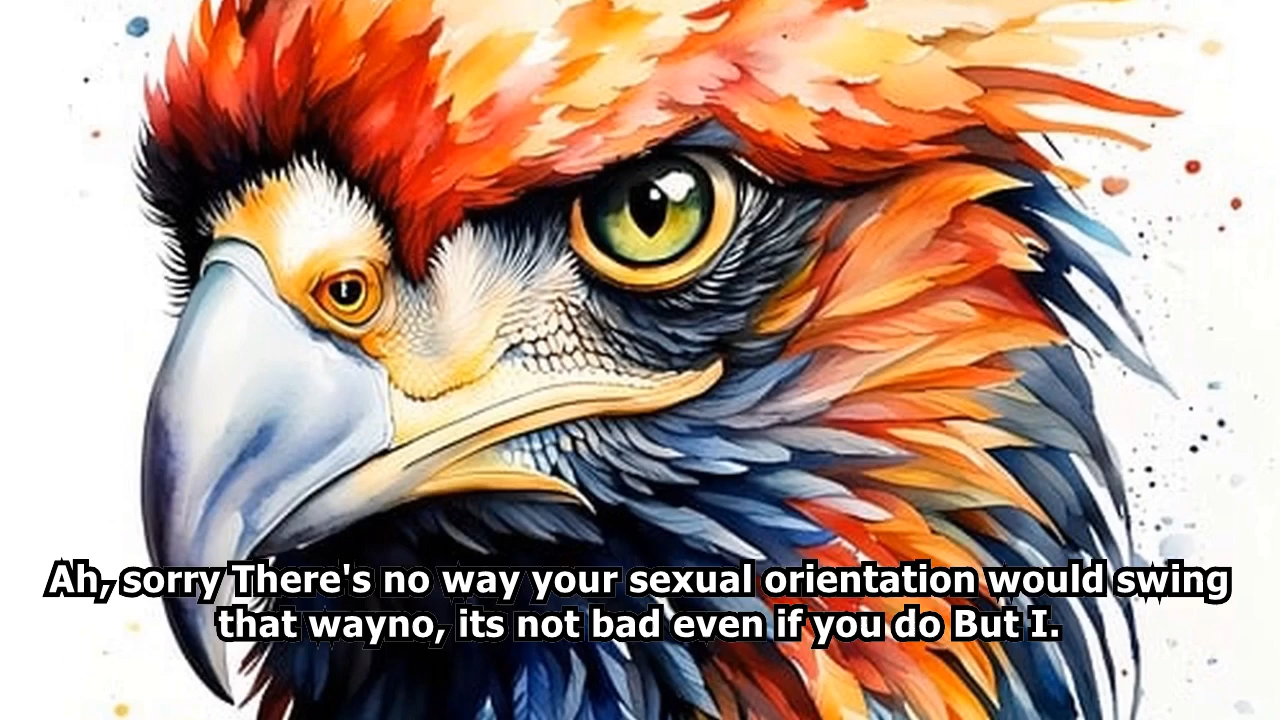 Ah, sorry There's no way your sexual orientation would swing
that wayno, its not bad even if you do But I.